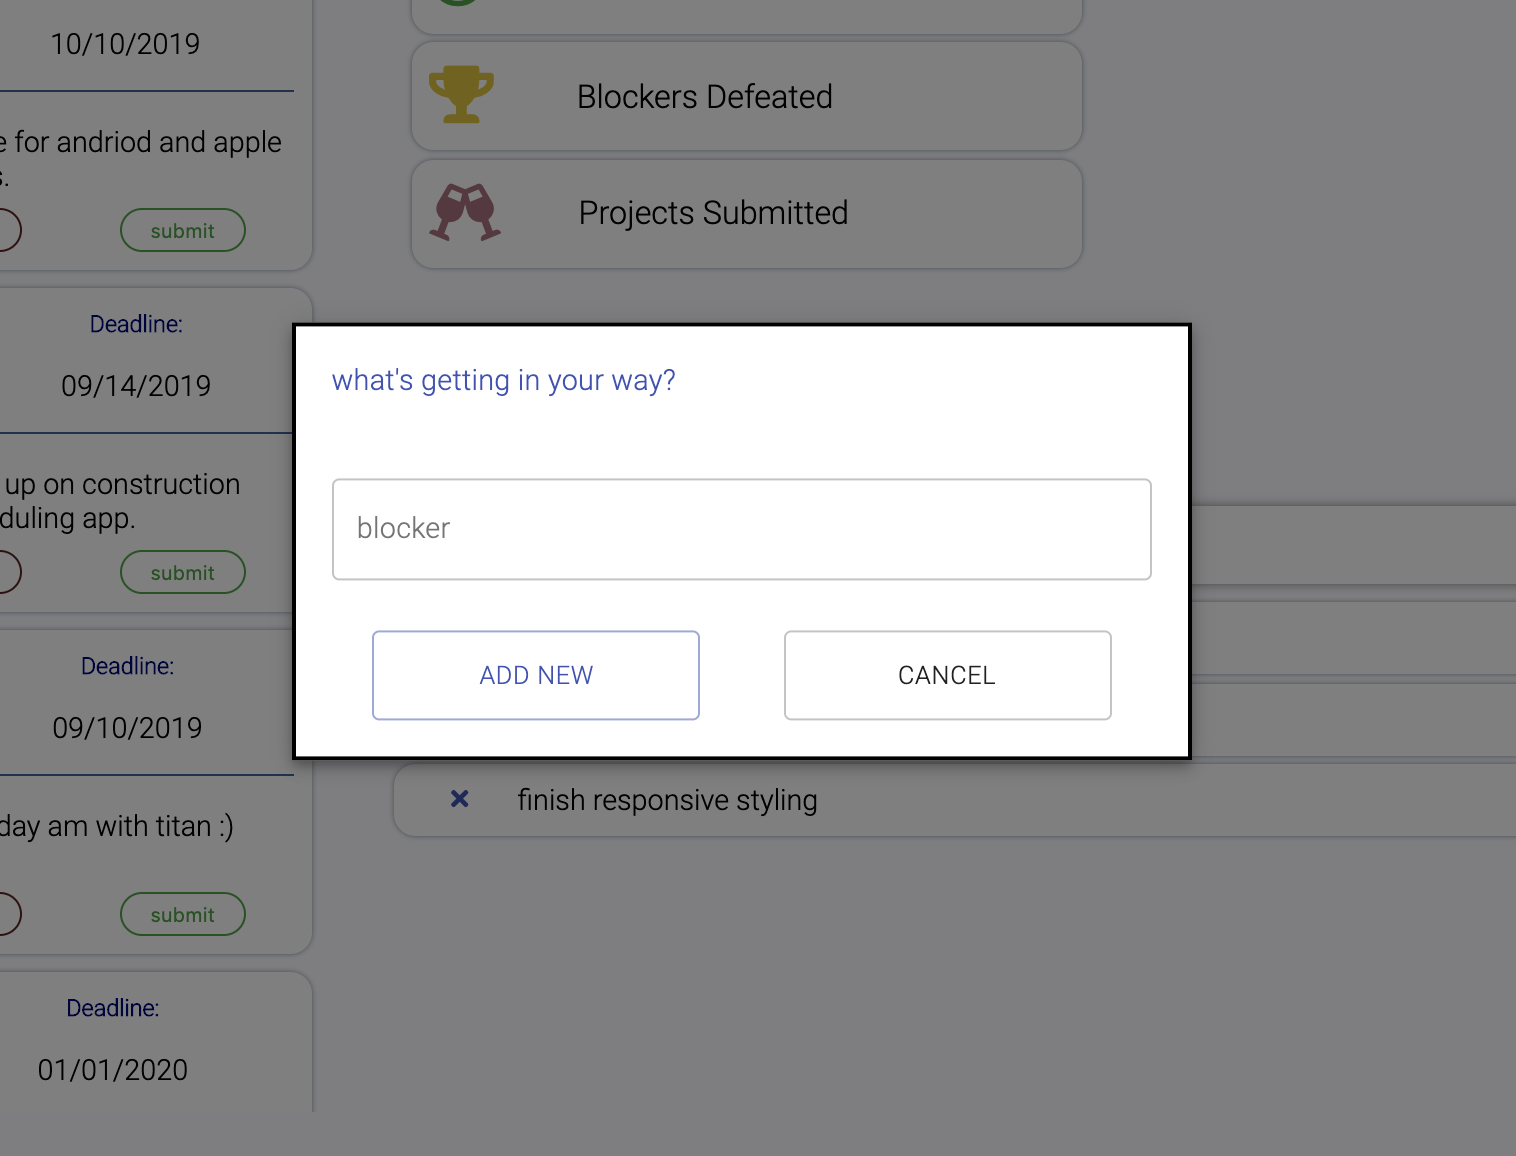 10/10/2019
for andriod and apple
submit
Deadline:
09/14/2019
up on construction
app.
submit
Deadline:
09/10/2019
am with titan :)
submit
Deadline:
01/01/2020
Blockers Defeated
Projects Submitted
what's getting in your way?
blocker
ADD NEW
CANCEL
finish responsive styling